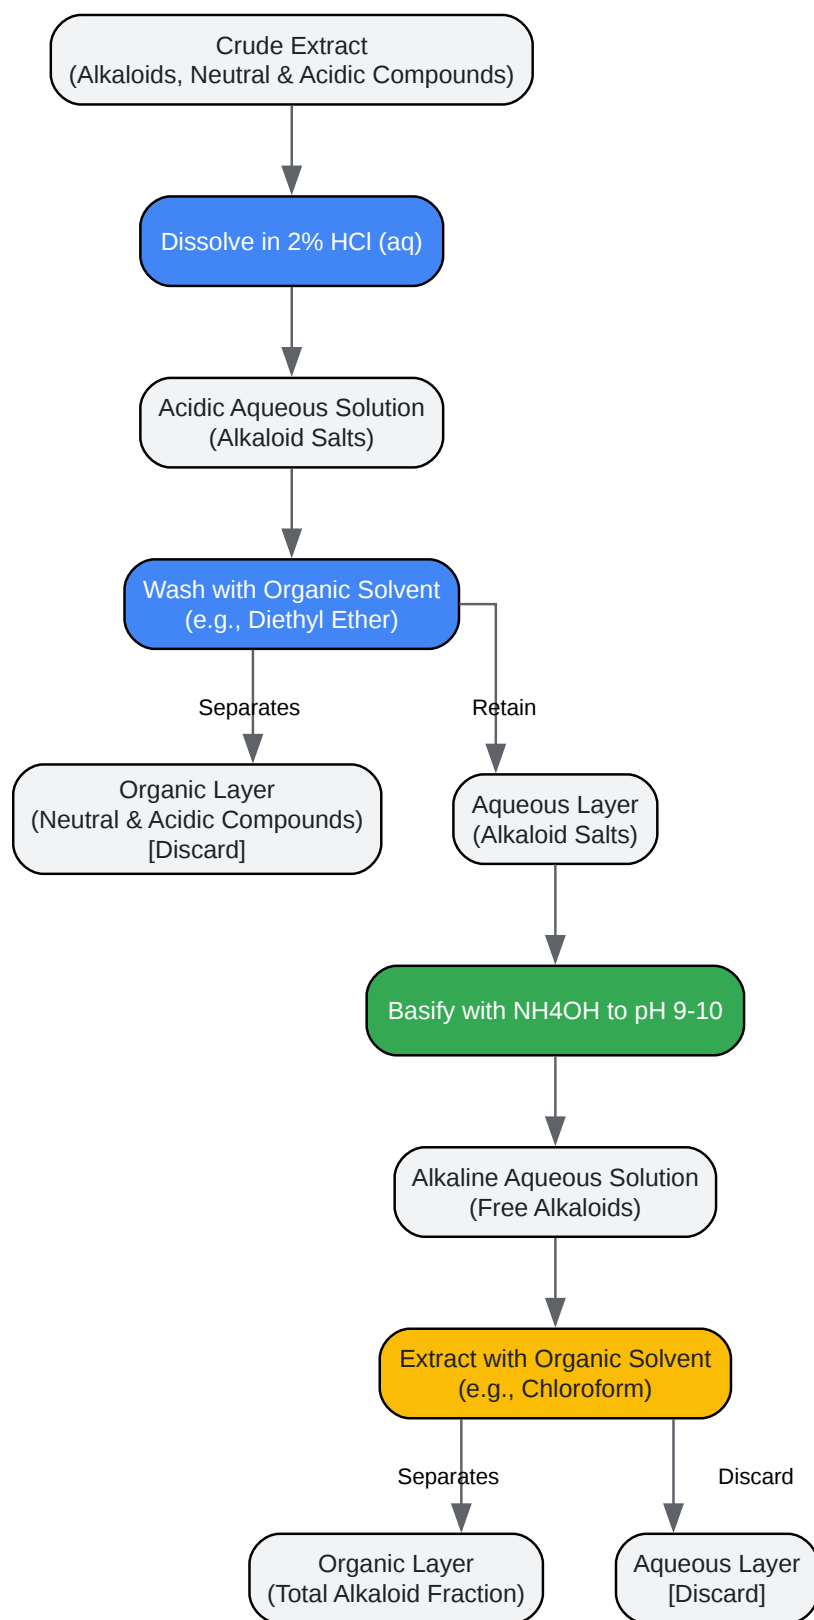 Crude Extract
(Alkaloids, Neutral & Acidic Compounds)
Dissolve in 2% HCl (aq)
Acidic Aqueous Solution
(Alkaloid Salts)
Wash with Organic Solvent
(e.g., Diethyl Ether)
Separates
Retain
Organic Layer
(Neutral & Acidic Compounds)
[Discard]
Aqueous Layer
(Alkaloid Salts)
Basify with NH4OH to pH 9-10
Alkaline Aqueous Solution
(Free Alkaloids)
Extract with Organic Solvent
(e.g., Chloroform)
Separates
Discard
Organic Layer
(Total Alkaloid Fraction)
Aqueous Layer
[Discard]